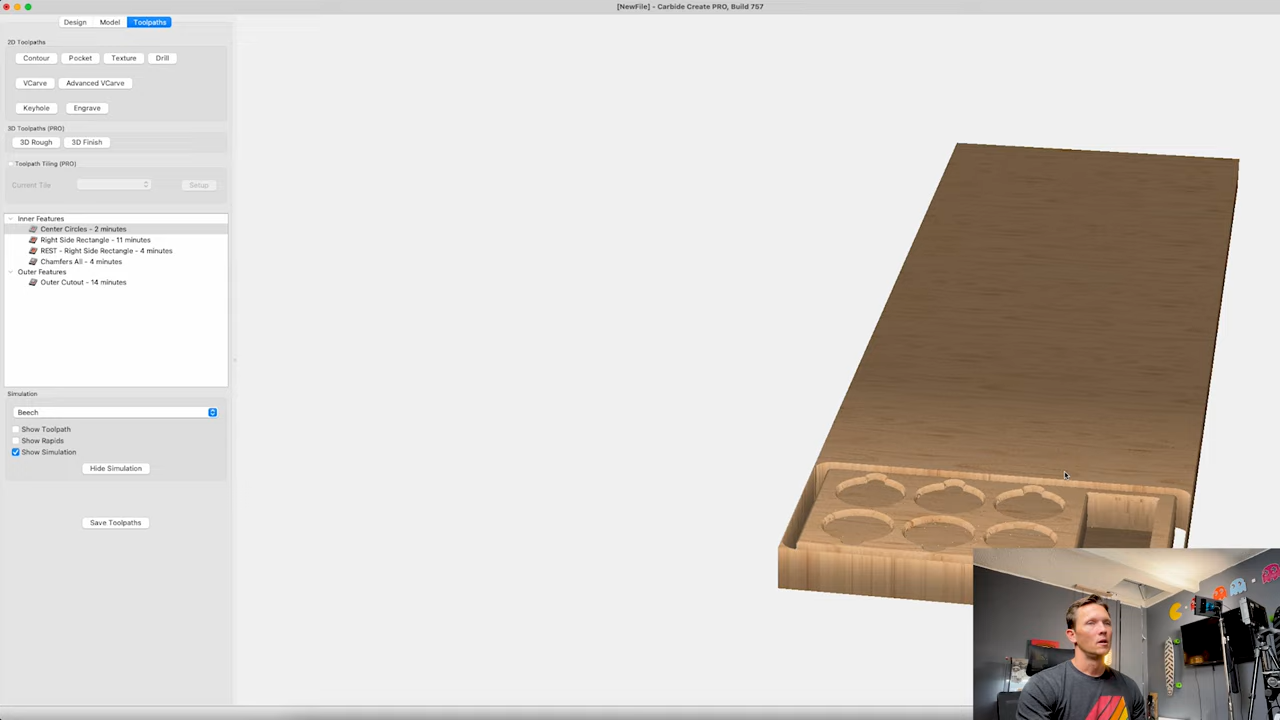 [NewFile] - Carbide Create PRO, Build 757
Design Model Toolpaths
2D Toolpaths
Contour Pocket Texture Drill
VCarve Advanced VCarve
Keyhole Engrave
3D Toolpaths (PRO)
3D Rough 3D Finish
Toolpath Tiling (PRO)
Current Tile Setup
Inner Features
Center Circles - 2 minutes
Right Side Rectangle - 11 minutes
REST - Right Side Rectangle - 4 minutes
Chamfers All - 4 minutes
Outer Features
Outer Cutout - 14 minutes
Simulation
Beech
Show Toolpath
Show Rapids
Show Simulation
Hide Simulation
Save Toolpaths